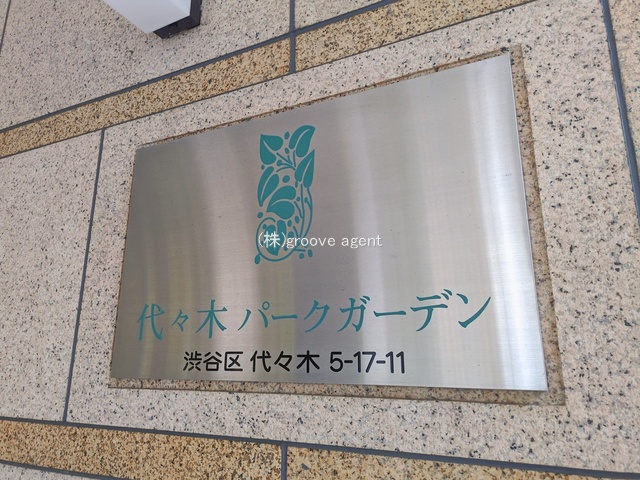 (株)groove agent
代々木 パークガーデン
渋谷区 代々木 5-17-11